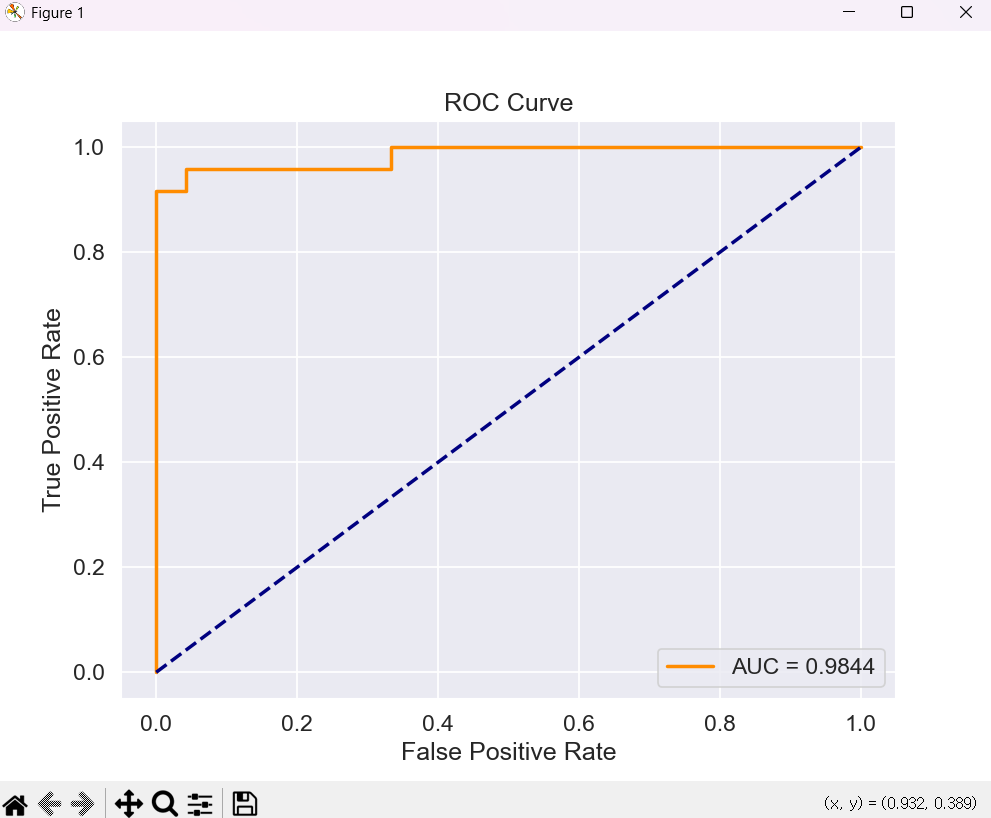 Figure 1
ROC Curve
1.0
0.8
0.6
0.4
0.2
0.0
True Positive Rate
AUC = 0.9844
0.0 0.2 0.4 0.6 0.8 1.0
False Positive Rate
(x, y) = (0.932, 0.389)